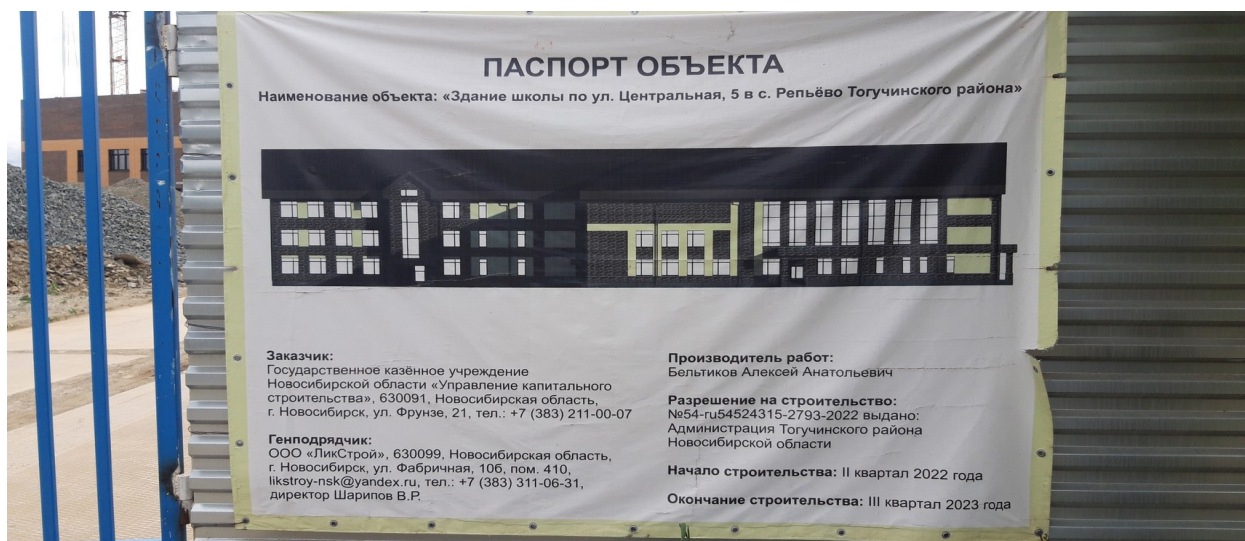 ПАСПОРТ ОБЪЕКТА
Наименование объекта: «Здание школы по ул. Центральная, 5 в с. Репьёво Тогучинского района»
Заказчик:
Государственное казённое учреждение
Новосибирской области «Управление капитального
строительства», 630091, Новосибирская область,
г. Новосибирск, ул. Фрунзе, 21, тел.: +7 (383) 211-00-07
Генподрядчик:
ООО «ЛикСтрой», 630099, Новосибирская область,
г. Новосибирск, ул. Фабричная, 10б, пом. 410,
likstroy-nsk@yandex.ru, тел.: +7 (383) 311-06-31,
директор Шарипов В.Р.
Производитель работ:
Бельтиков Алексей Анатольевич
Разрешение на строительство:
№54-ru54524315-2793-2022 выдано:
Администрация Тогучинского района
Новосибирской области
Начало строительства: II квартал 2022 года
Окончание строительства: III квартал 2023 года